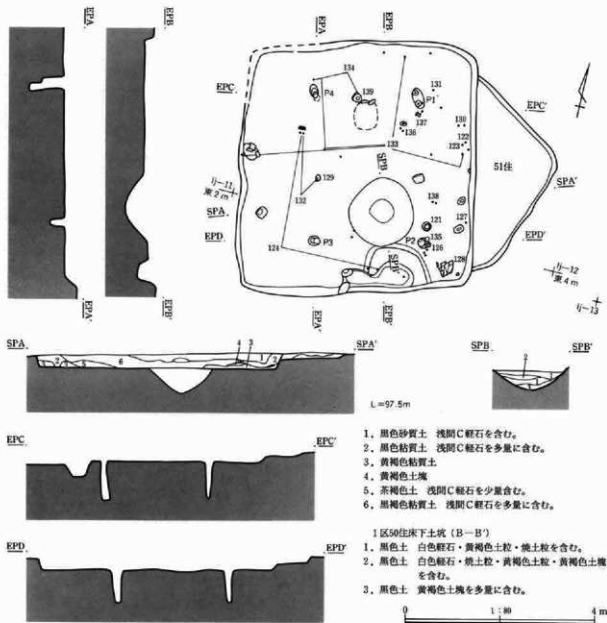 EPA
EPB
EPA
EPB
EPC
134
P4
139
131
P1
137
136
130
122
123
133
EPC'
SPB
51住
リ-11
東2m
129
132
138
SPA'
SPA
EPD
121
127
P3
P2
135
126
124
SPB'
128
EPD'
リ-12
東4m
リ-13
EPA'
EPB'
EPA'
EPB'
SPA
4 3
SPA'
SPB
2
SPB'
2
6
1
2
L=97.5m
EPC
EPC'
1．黒色砂質土 浅間C軽石を含む。
2．黒色粘質土 浅間C軽石を多量に含む。
3．黄褐色粘質土
4．黄褐色土塊
5．茶褐色土 浅間C軽石を少量含む。
6．黒褐色粘質土 浅間C軽石を多量に含む。
EPD
EPD'
1区50住床下土坑（B－B'）
1．黒色土 白色軽石・黄褐色土粒・焼土粒を含む。
2．黒色土 白色軽石・焼土粒・黄褐色土粒・黄褐色土塊
を含む。
3．黒色土 黄褐色土塊を多量に含む。
0 1：80 4m